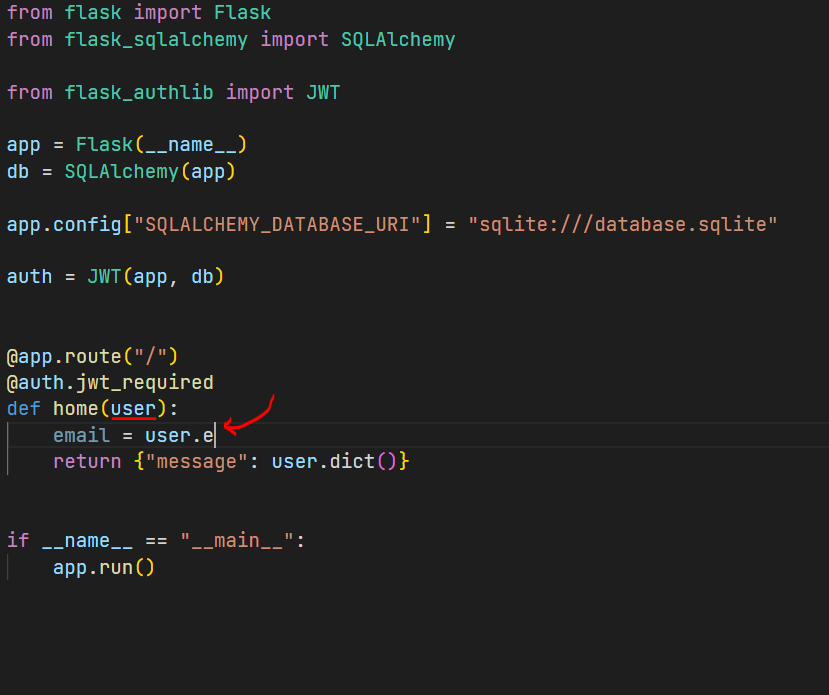 from flask import Flask
from flask_sqlalchemy import SQLAlchemy
from flask_authlib import JWT
app = Flask(__name__)
db = SQLAlchemy(app)
app.config["SQLALCHEMY_DATABASE_URI"] = "sqlite:///database.sqlite"
auth = JWT(app, db)
@app.route("/")
@auth.jwt_required
def home(user):
    email = user.e
    return {"message": user.dict()}
if __name__ == "__main__":
    app.run()